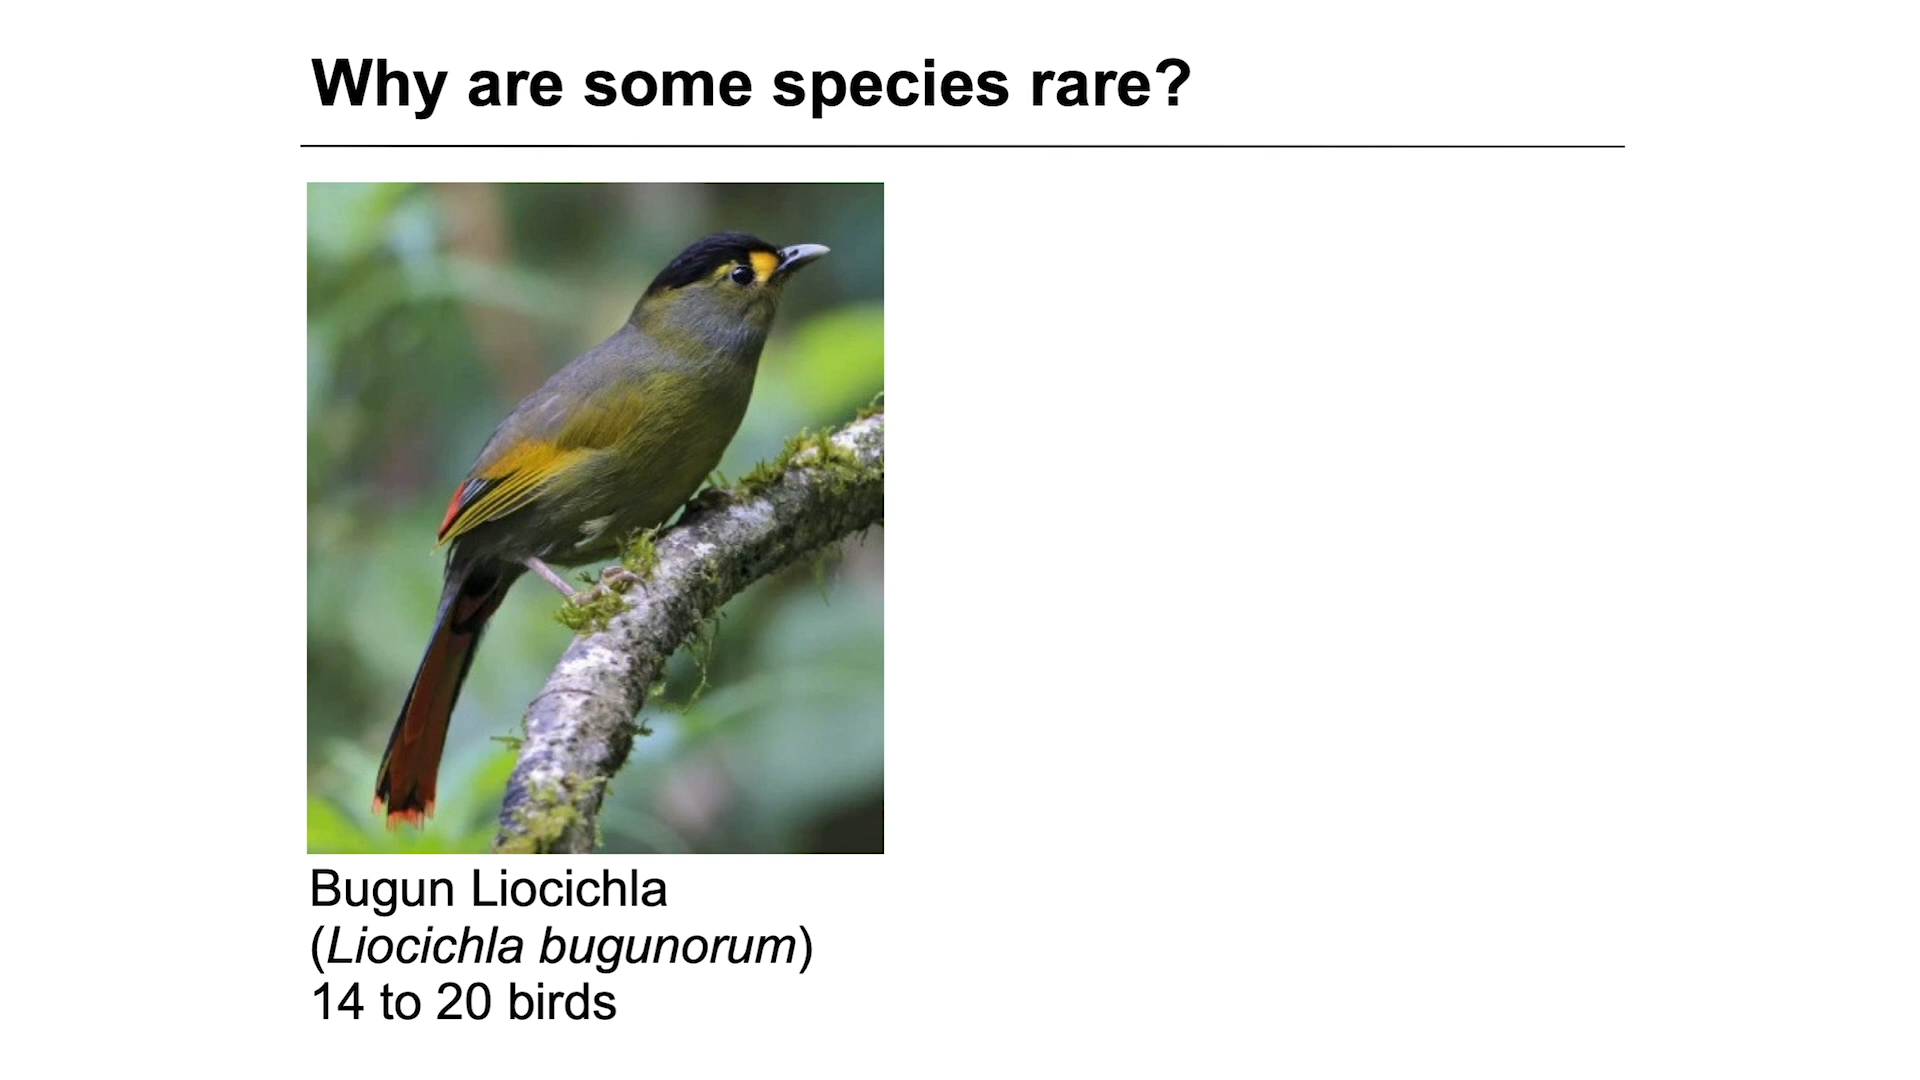 Why are some species rare?
Bugun Liocichla
(Liocichla bugunorum)
14 to 20 birds